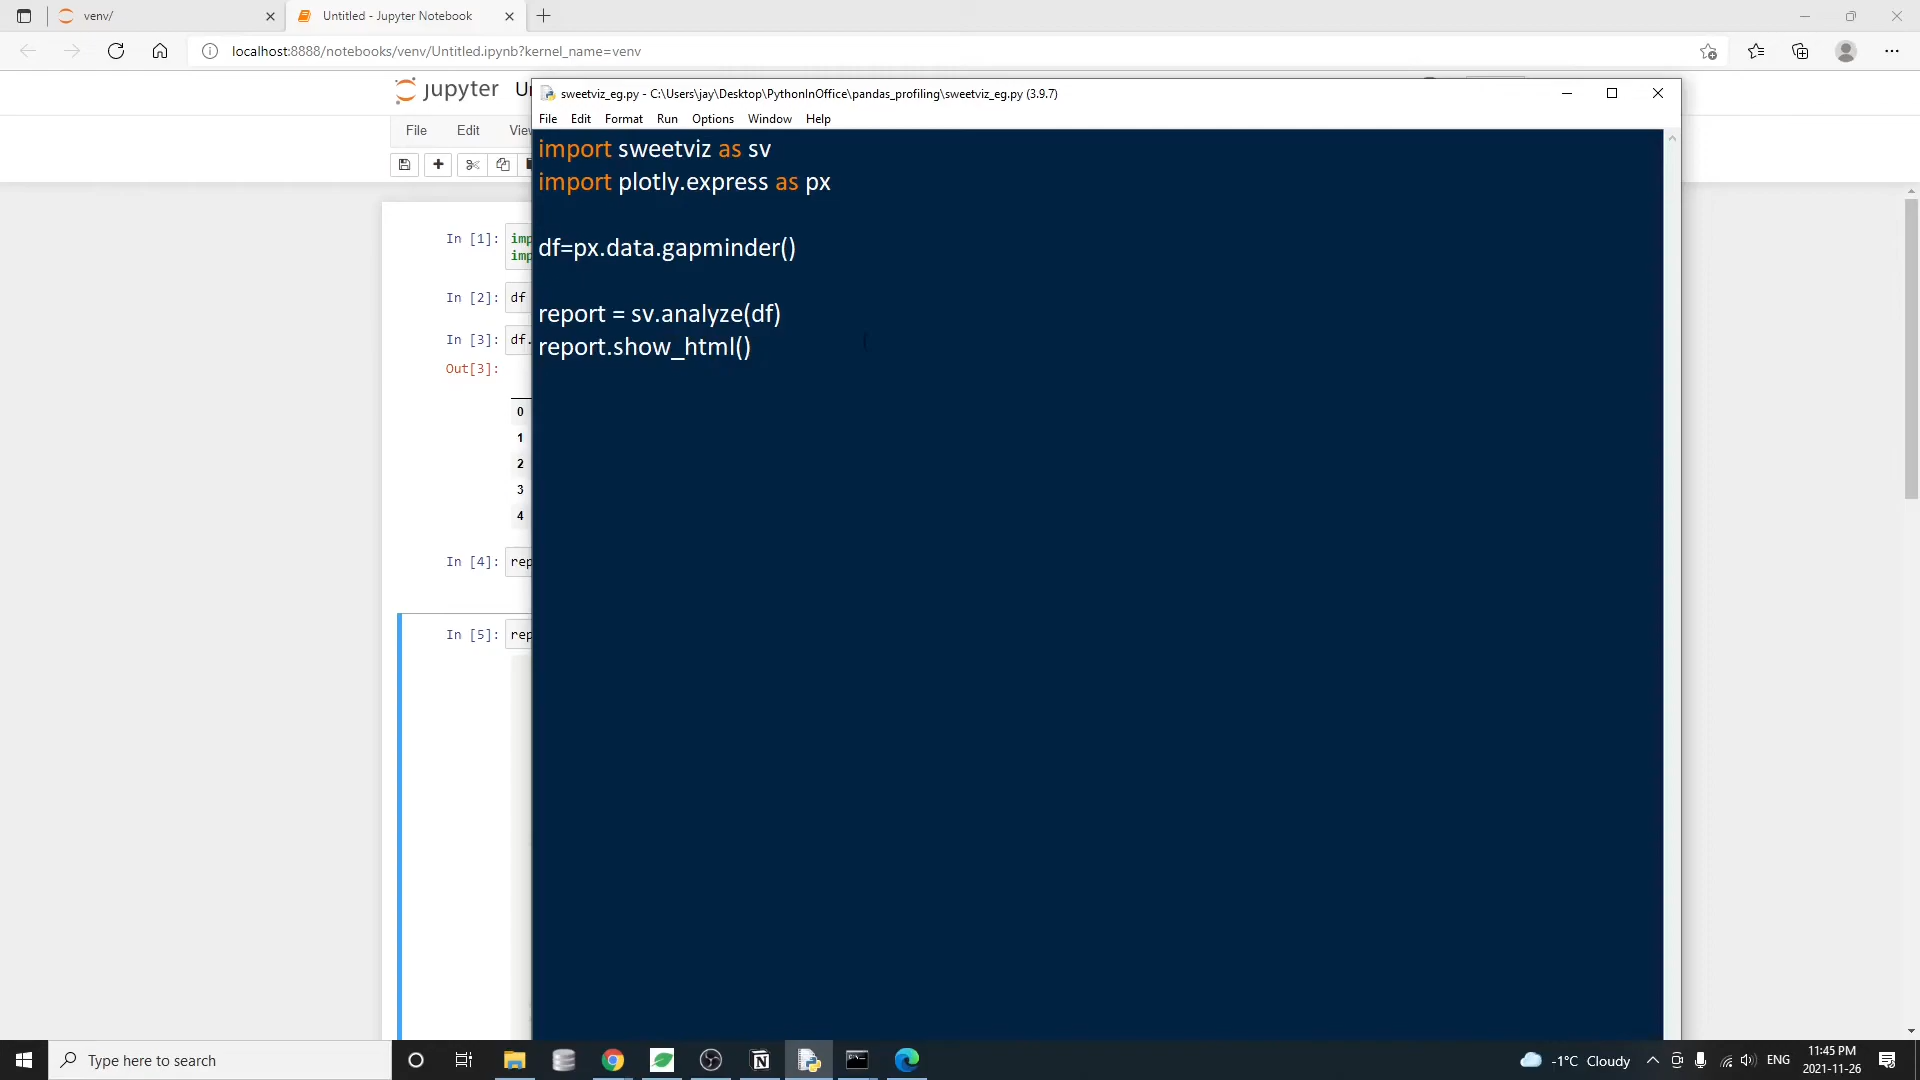 venv/
Untitled - Jupyter Notebook
localhost:8888/notebooks/venv/Untitled.ipynb?kernel_name=venv
jupyter
sweetviz_eg.py - C:\Users\jay\Desktop\PythonInOffice\pandas_profiling\sweetviz_eg.py (3.9.7)
File Edit Format Run Options Window Help
File Edit
import sweetviz as sv
import plotly.express as px
df=px.data.gapminder()
report = sv.analyze(df)
report.show_html()
In [1]:
In [2]: df
In [3]: df.
Out[3]:
0
1
2
3
4
In [4]: rep
In [5]: rep
Type here to search
-1°C Cloudy
ENG
11:45 PM
2021-11-26